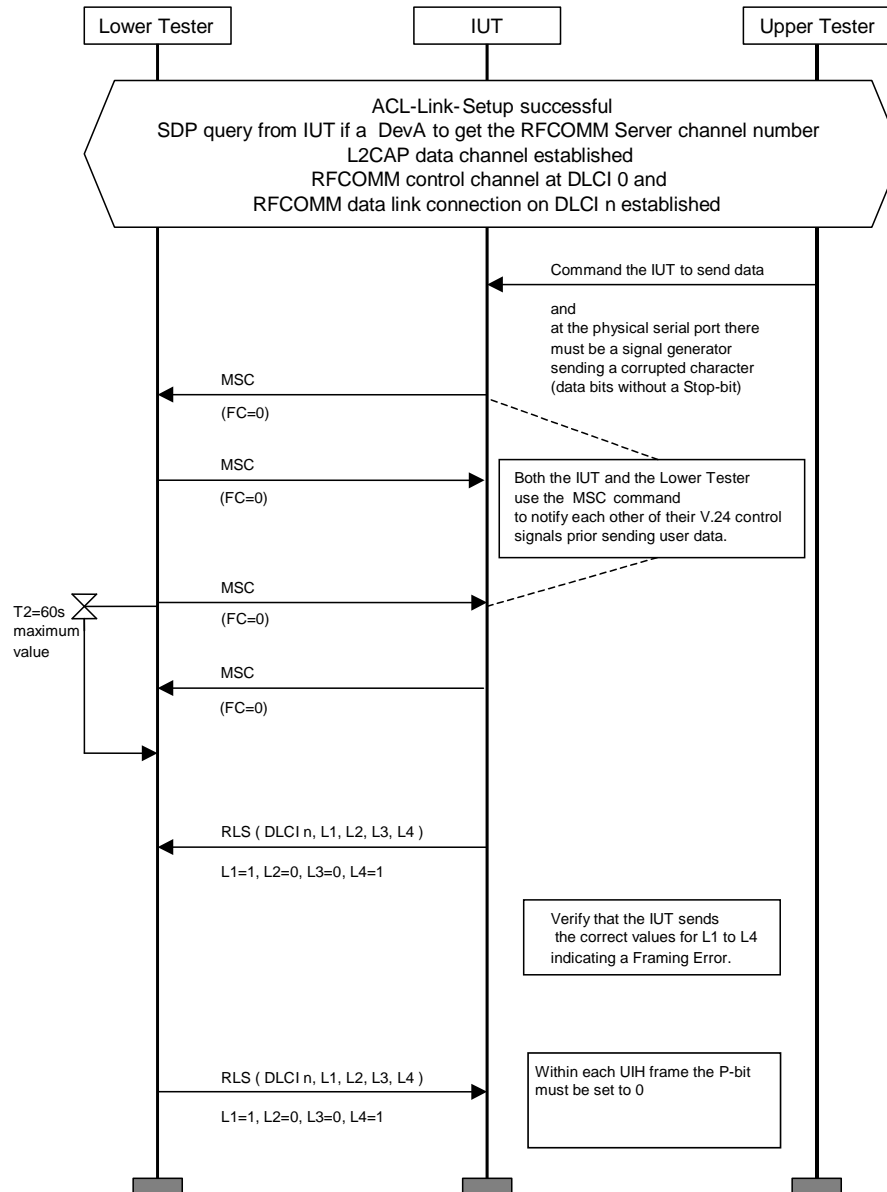 Lower Tester
IUT
Upper Tester
ACL-Link-Setup successful
SDP query from IUT if a DevA to get the RFCOMM Server channel number
L2CAP data channel established
RFCOMM control channel at DLCI 0 and
RFCOMM data link connection on DLCI n established
Command the IUT to send data
and
at the physical serial port there
must be a signal generator
sending a corrupted character
(data bits without a Stop-bit)
MSC
(FC=0)
MSC
(FC=0)
Both the IUT and the Lower Tester
use the MSC command
to notify each other of their V.24 control
signals prior sending user data.
T2=60s
maximum
value
MSC
(FC=0)
MSC
(FC=0)
RLS ( DLCI n, L1, L2, L3, L4 )
L1=1, L2=0, L3=0, L4=1
Verify that the IUT sends
the correct values for L1 to L4
indicating a Framing Error.
RLS ( DLCI n, L1, L2, L3, L4 )
L1=1, L2=0, L3=0, L4=1
Within each UIH frame the P-bit
must be set to 0